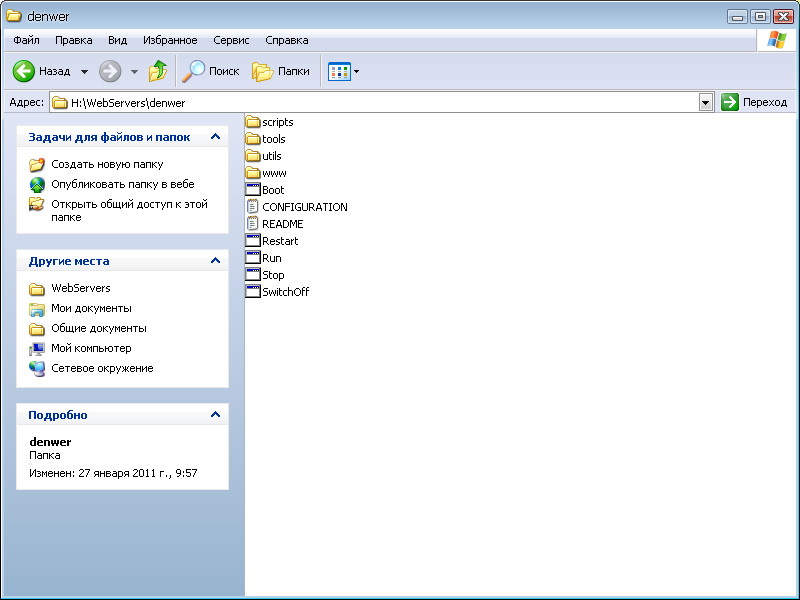 denwer
Файл Правка Вид Избранное Сервис Справка
Назад Поиск Папки
Адрес: H:\WebServers\denwer Переход
Задачи для файлов и папок
Создать новую папку
Опубликовать папку в вебе
Открыть общий доступ к этой
папке
Другие места
WebServers
Мои документы
Общие документы
Мой компьютер
Сетевое окружение
Подробно
denwer
Папка
Изменен: 27 января 2011 г., 9:57
scripts
tools
utils
www
Boot
CONFIGURATION
README
Restart
Run
Stop
SwitchOff